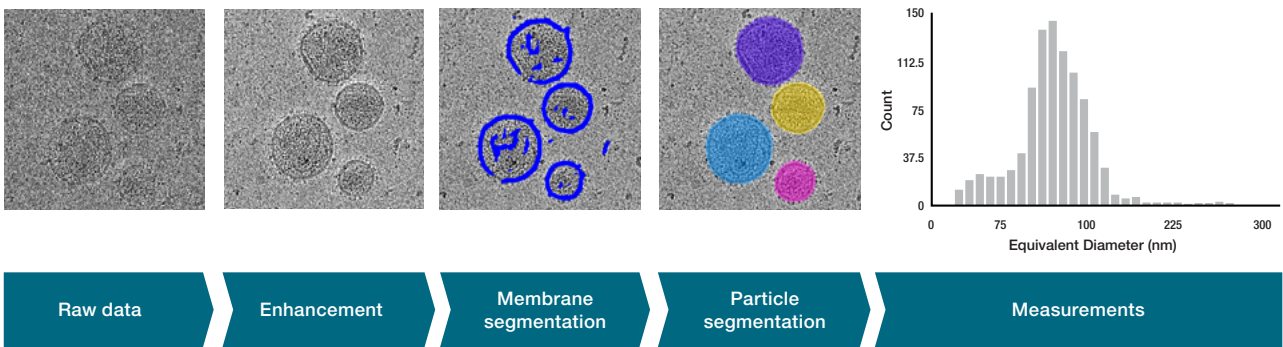 150
112.5
75
37.5
0
Count
0 75 100 225 300
Equivalent Diameter (nm)
Raw data
Enhancement
Membrane
segmentation
Particle
segmentation
Measurements